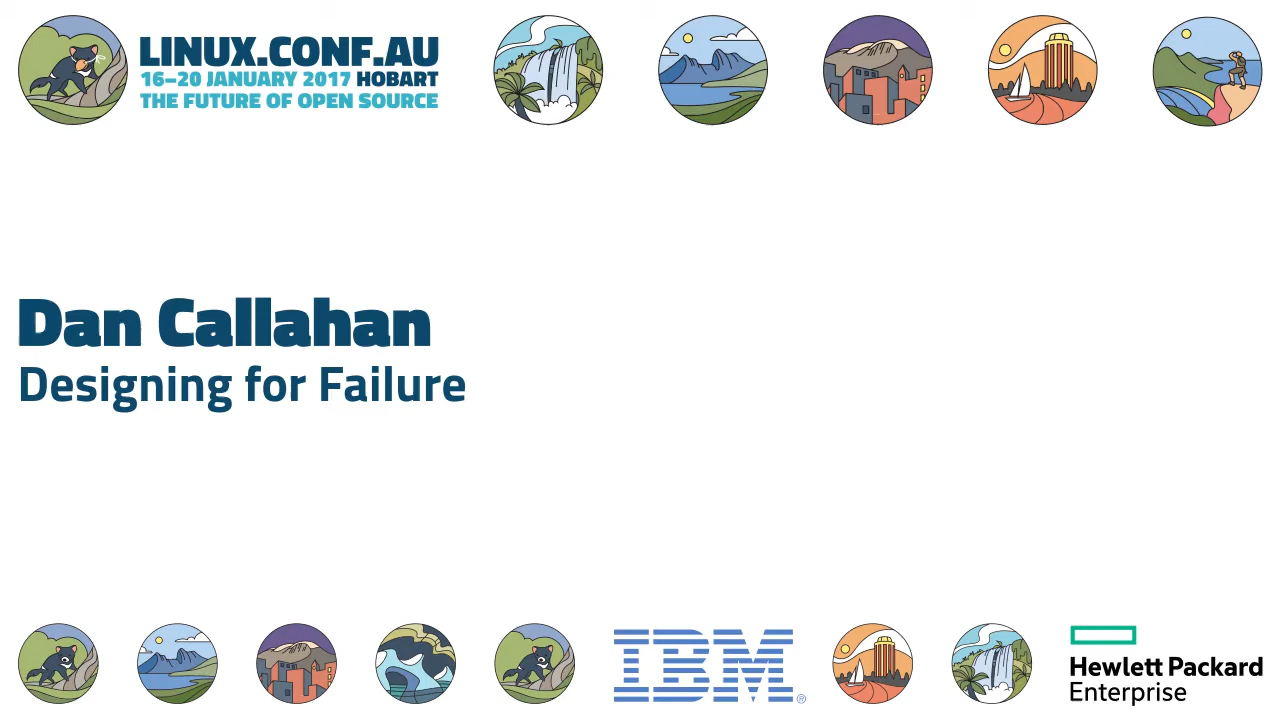 LINUX.CONF.AU
16–20 JANUARY 2017 HOBART
THE FUTURE OF OPEN SOURCE
Dan Callahan
Designing for Failure
IBM®
Hewlett Packard
Enterprise